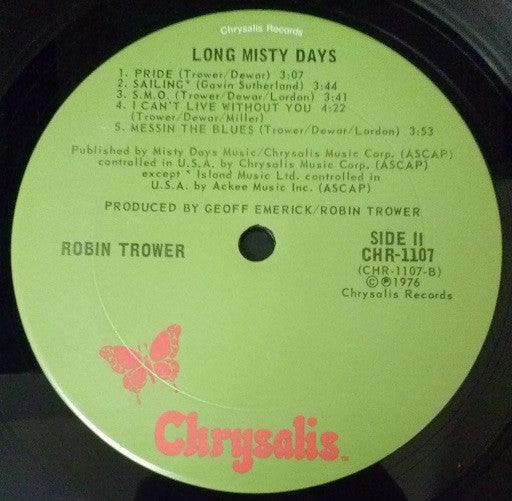 Chrysalis Records
LONG MISTY DAYS
1. PRIDE (Trower/Dewar) 3:07
2. SAILING* (Gavin Sutherland) 3:44
3. S.M.O. (Trower/Dewar/Lordan) 3:41
4. I CAN'T LIVE WITHOUT YOU 4:22
(Trower/Dewar/Miller)
5. MESSIN THE BLUES (Trower/Dewar/Lordan) 3:53
Published by Misty Days Music/Chrysalis Music Corp. (ASCAP)
controlled in U.S.A. by Chrysalis Music Corp. (ASCAP)
except * Island Music Ltd. controlled in
U.S.A. by Ackee Music Inc. (ASCAP)
PRODUCED BY GEOFF EMERICK/ROBIN TROWER
ROBIN TROWER
SIDE II
CHR-1107
(CHR-1107-B)
©℗1976
Chrysalis Records
Chrysalis™